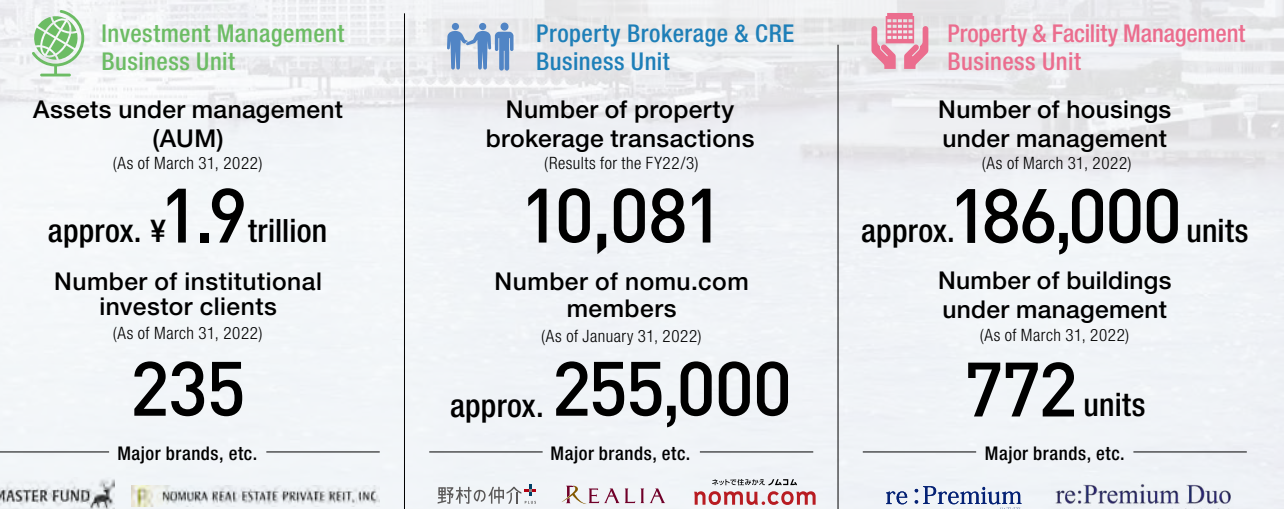 Investment Management
Business Unit
Assets under management
(AUM)
(As of March 31, 2022)
approx. ¥1.9 trillion
Number of institutional
investor clients
(As of March 31, 2022)
235
Major brands, etc.
MASTER FUND
NOMURA REAL ESTATE PRIVATE REIT, INC
Property Brokerage & CRE
Business Unit
Number of property
brokerage transactions
(Results for the FY22/3)
10,081
Number of nomu.com
members
(As of January 31, 2022)
approx. 255,000
Major brands, etc.
野村の仲介+
REALIA
ネットで住みかえ ノムコム
nomu.com
Property & Facility Management
Business Unit
Number of housings
under management
(As of March 31, 2022)
approx. 186,000 units
Number of buildings
under management
(As of March 31, 2022)
772 units
Major brands, etc.
re:Premium
re:Premium Duo